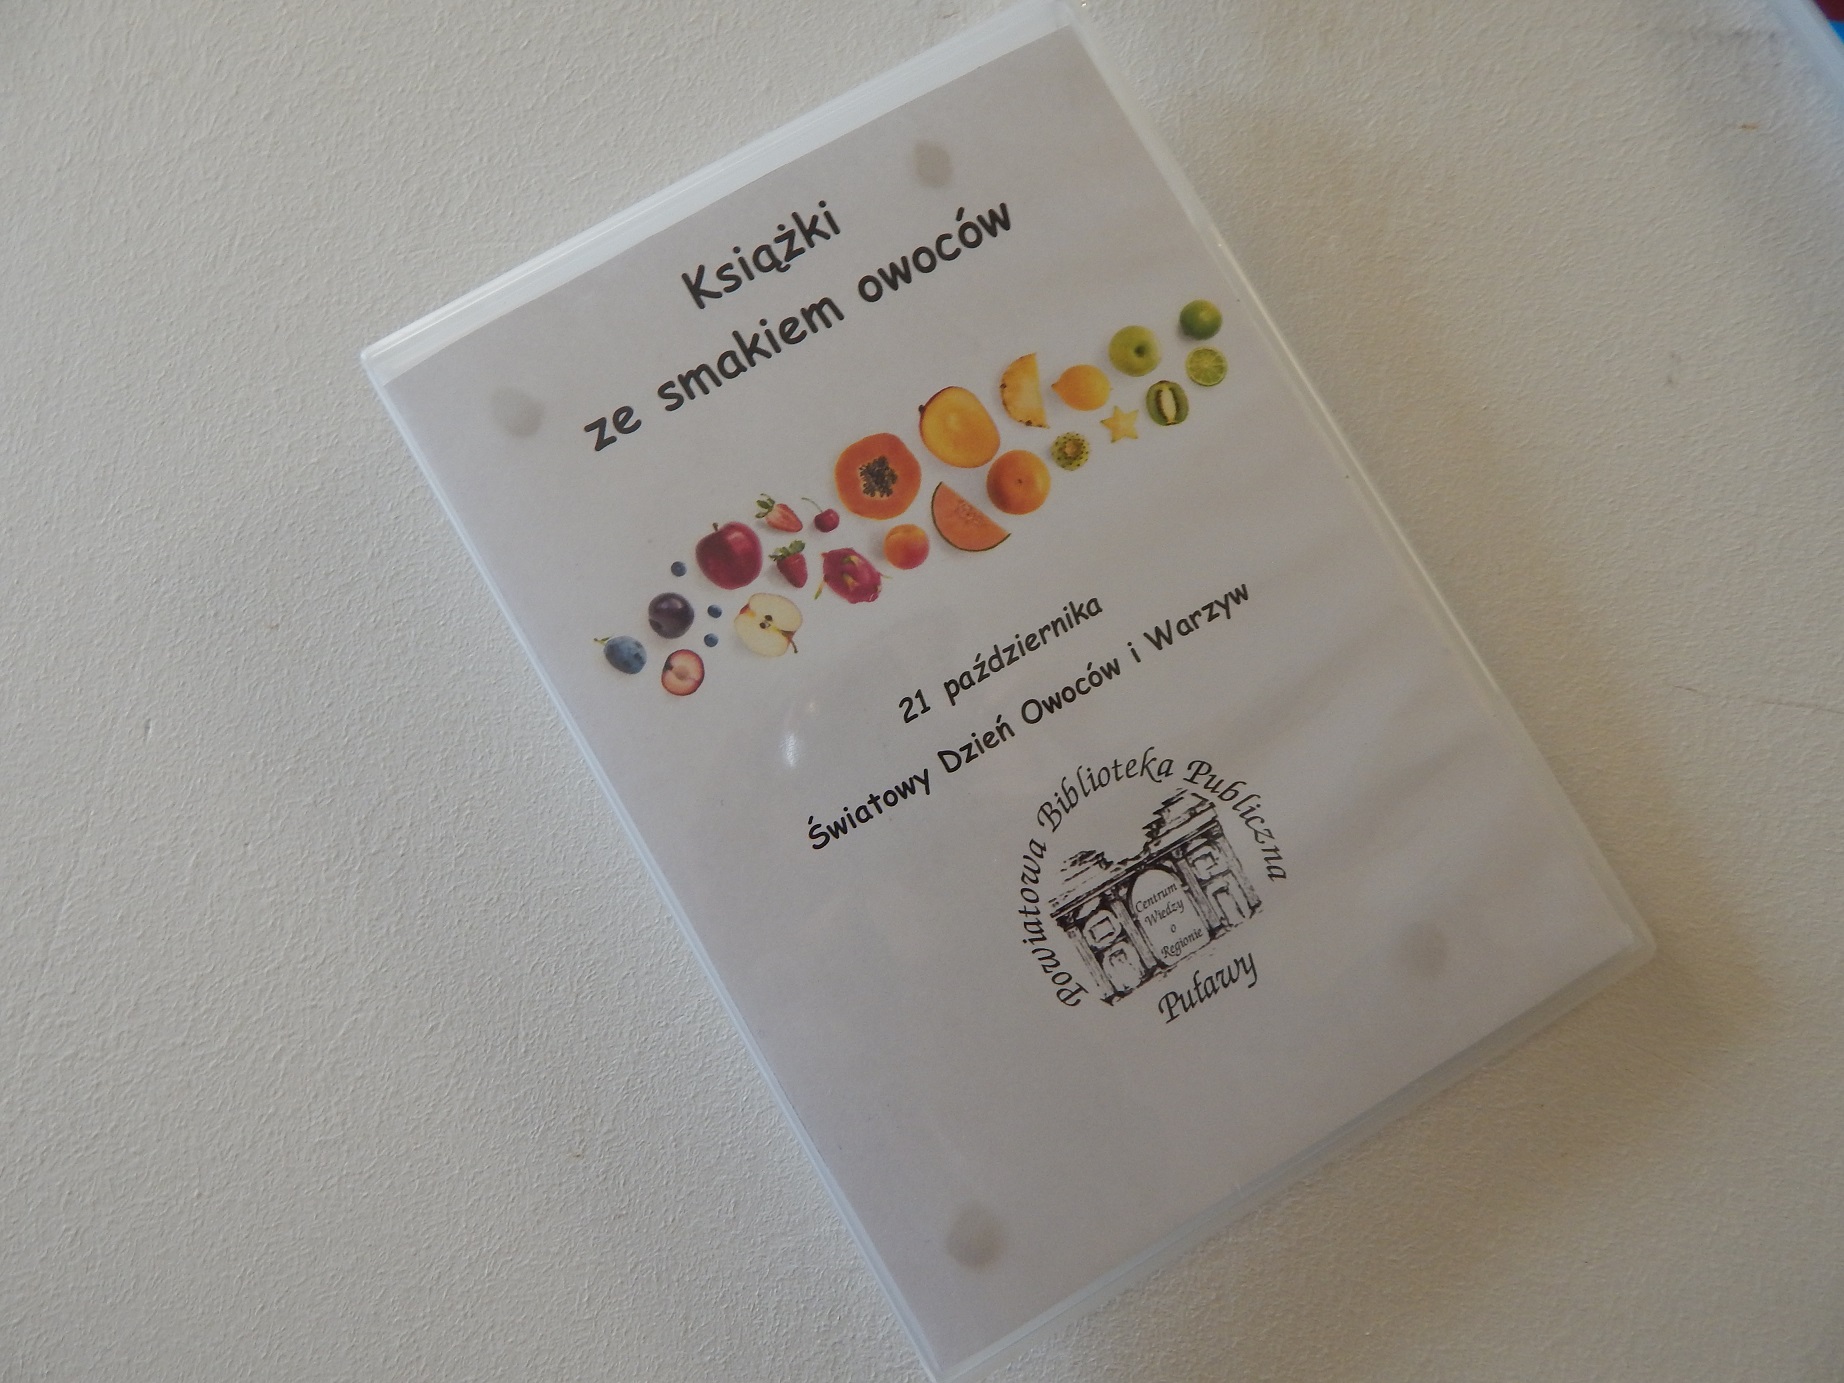 Książki
ze smakiem owoców
21 października
Światowy Dzień Owoców i Warzyw
Powiatowa Biblioteka Publiczna
Centrum
Wiedzy
o
Regionie
Puławy